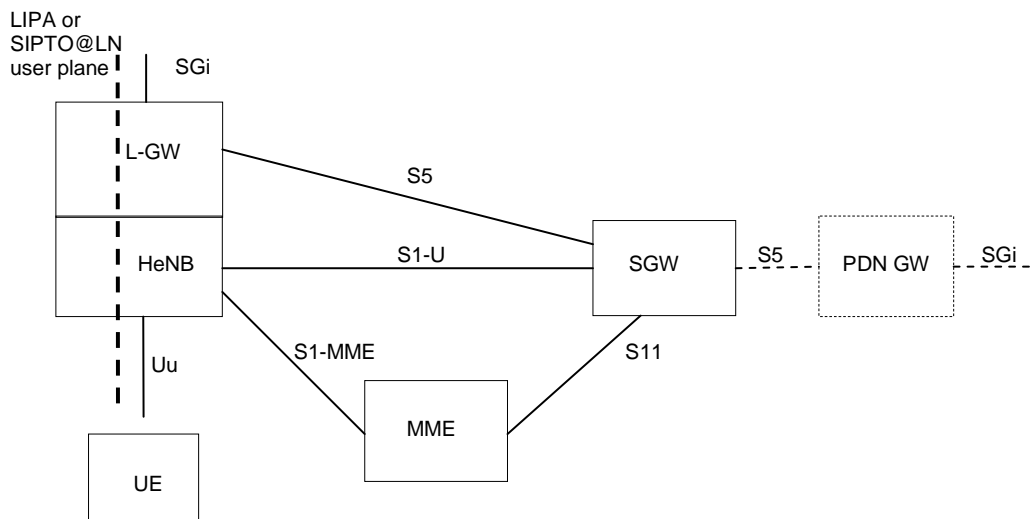 LIPA or
SIPTO@LN
user plane
SGi
L-GW
S5
HeNB
S1-U
SGW
S5
PDN GW
SGi
Uu
S1-MME
S11
MME
UE